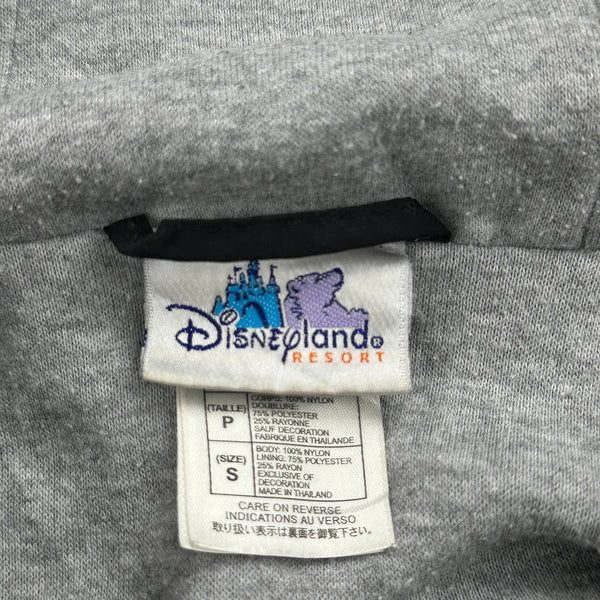 Disneyland®
RESORT
(TAILLE)
P
CORPS: 100% NYLON
DOUBLURE:
75% POLYESTER
25% RAYONNE
SAUF DECORATION
FABRIQUE EN THAILANDE
(SIZE)
S
BODY: 100% NYLON
LINING: 75% POLYESTER
25% RAYON
EXCLUSIVE OF
DECORATION
MADE IN THAILAND
CARE ON REVERSE
INDICATIONS AU VERSO
取り扱い表示は裏面を御覧下さい。